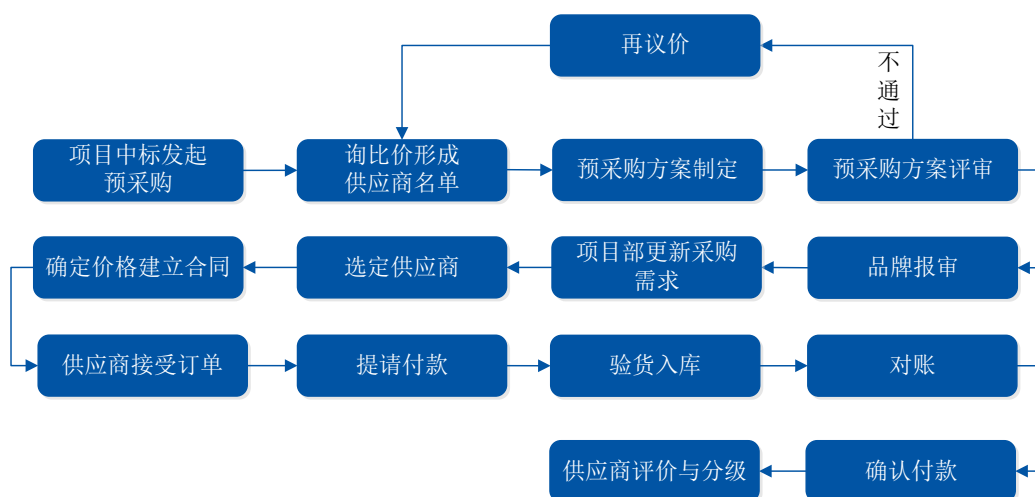 再议价
不
通
过
项目中标发起
预采购
询比价形成
供应商名单
预采购方案制定
预采购方案评审
确定价格建立合同
选定供应商
项目部更新采购
需求
品牌报审
供应商接受订单
提请付款
验货入库
对账
供应商评价与分级
确认付款